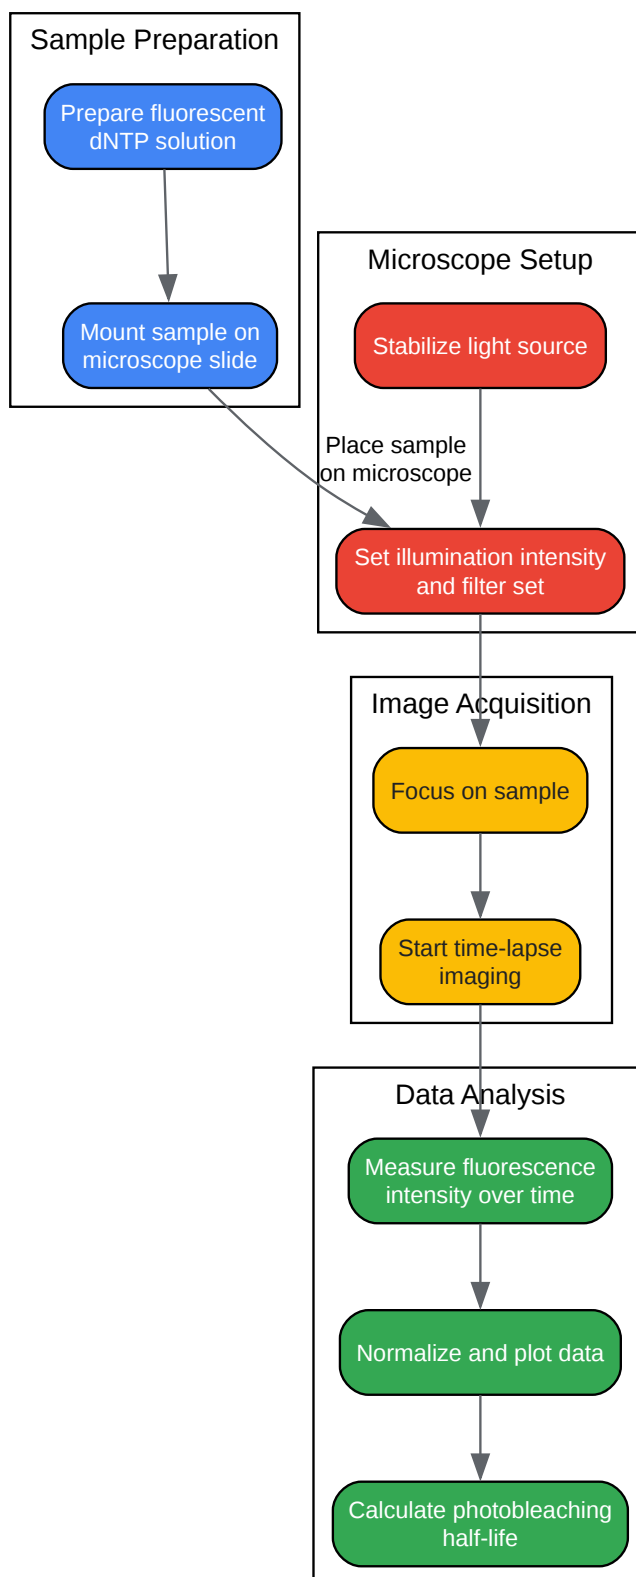 Sample Preparation
Prepare fluorescent
dNTP solution
Mount sample on
microscope slide
Microscope Setup
Stabilize light source
Place sample
on microscope
Set illumination intensity
and filter set
Image Acquisition
Focus on sample
Start time-lapse
imaging
Data Analysis
Measure fluorescence
intensity over time
Normalize and plot data
Calculate photobleaching
half-life